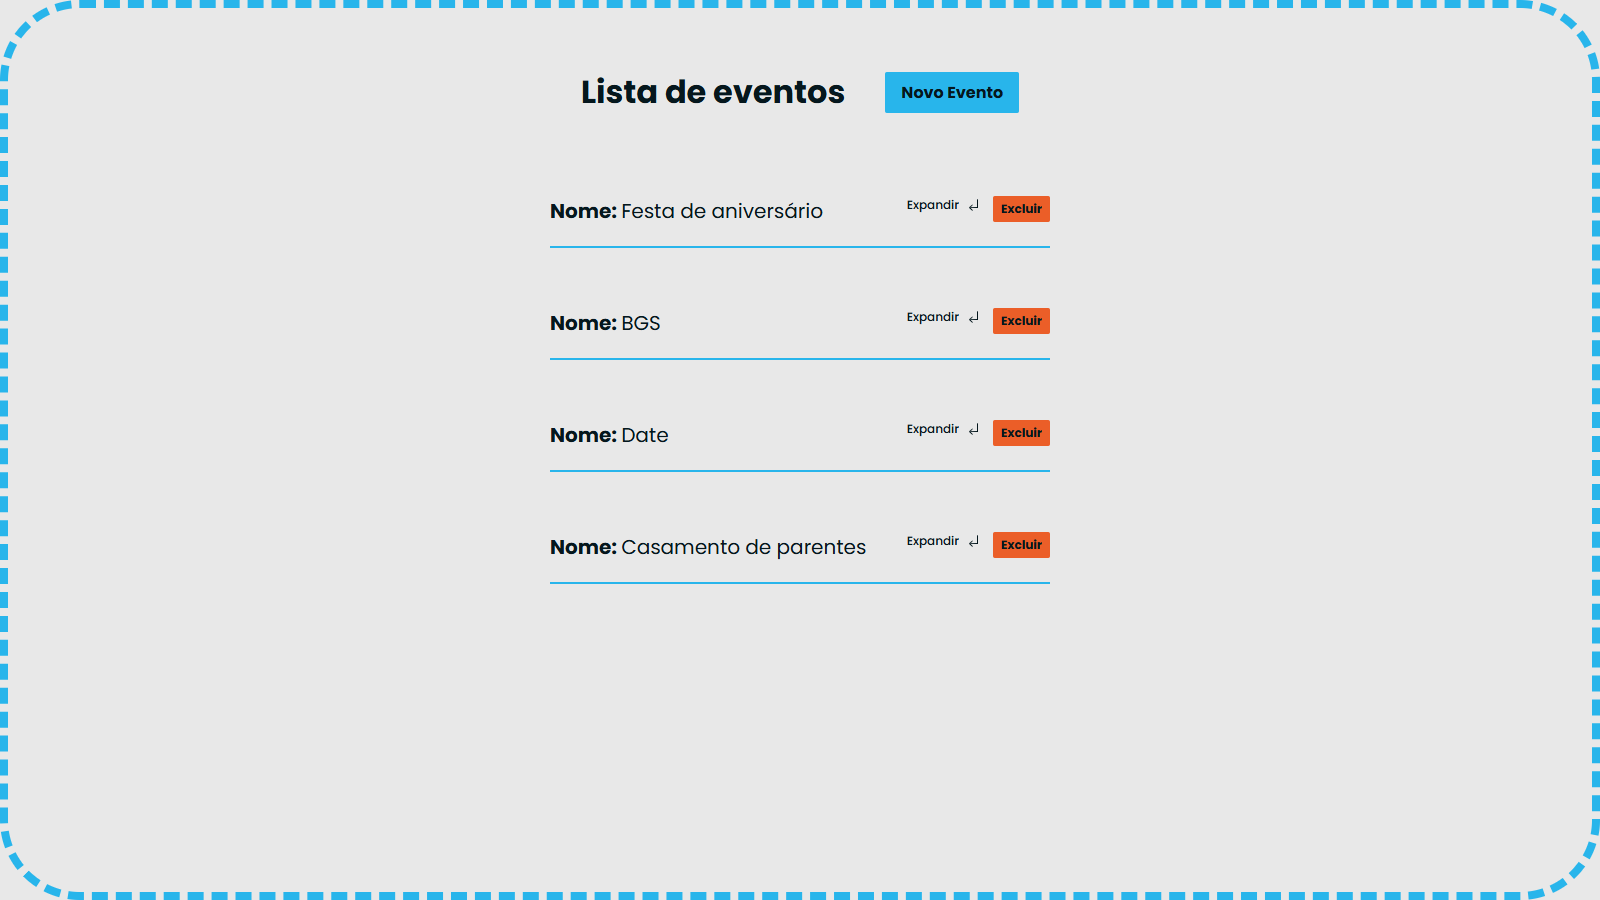 Lista de eventos Novo Evento
Nome: Festa de aniversário Expandir Excluir
Nome: BGS Expandir Excluir
Nome: Date Expandir Excluir
Nome: Casamento de parentes Expandir Excluir